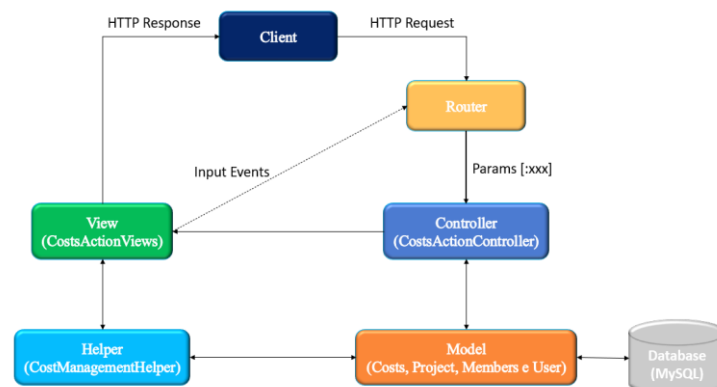 HTTP Response
Client
HTTP Request
Router
Input Events
Params [:xxx]
View
(CostsActionViews)
Controller
(CostsActionController)
Helper
(CostManagementHelper)
Model
(Costs, Project, Members e User)
Database
(MySQL)